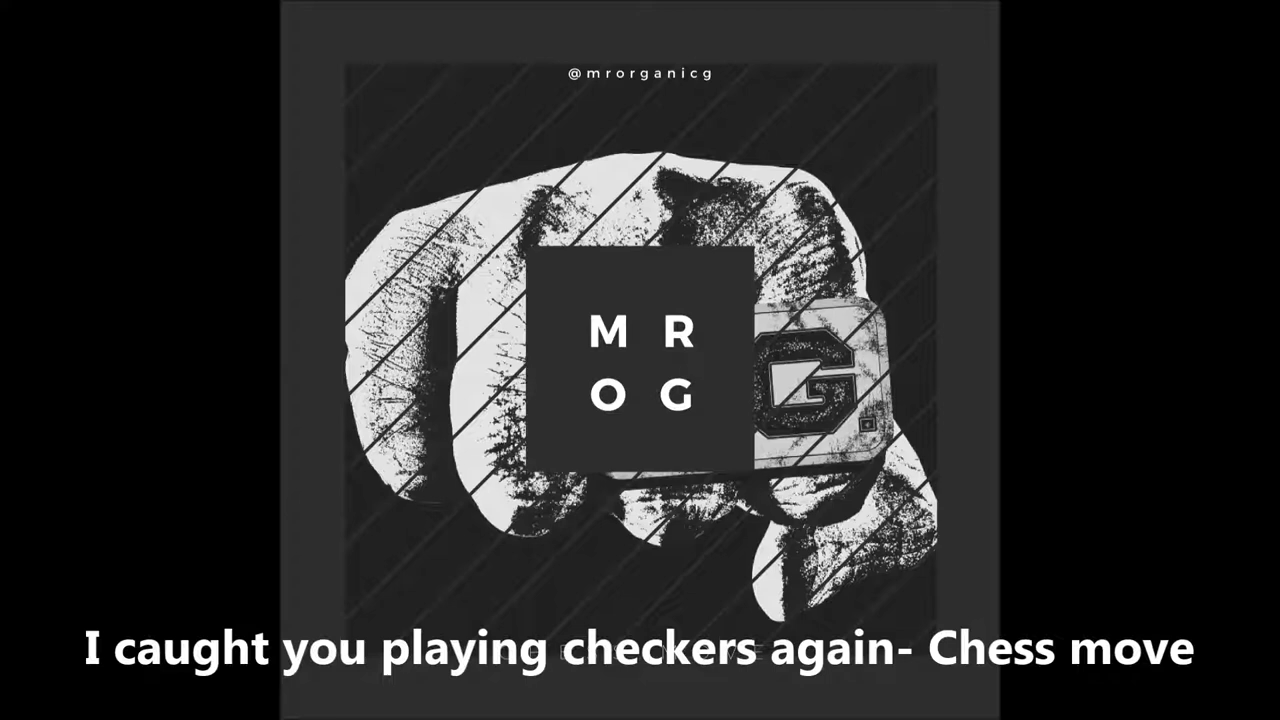 @mrorganicg
M R
O G
G.
I caught you playing checkers again- Chess move